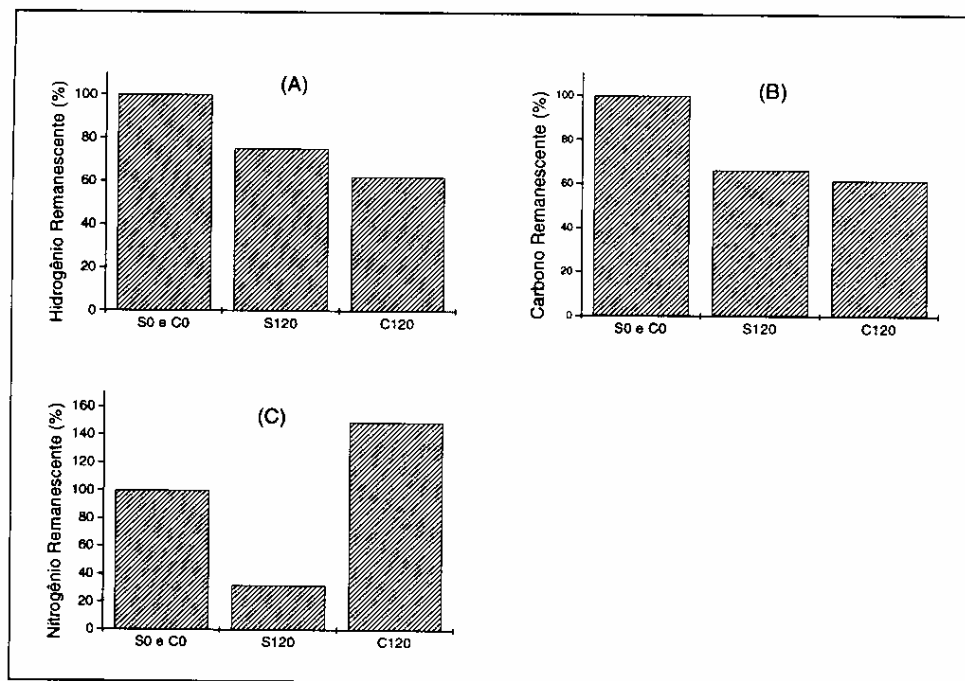 (A)
Hidrogênio Remanescente (%)
100
80
60
40
20
0
S0 e C0
S120
C120
(B)
Carbono Remanescente (%)
100
80
60
40
20
0
S0 e C0
S120
C120
(C)
Nitrogênio Remanescente (%)
160
140
120
100
80
60
40
20
0
S0 e C0
S120
C120